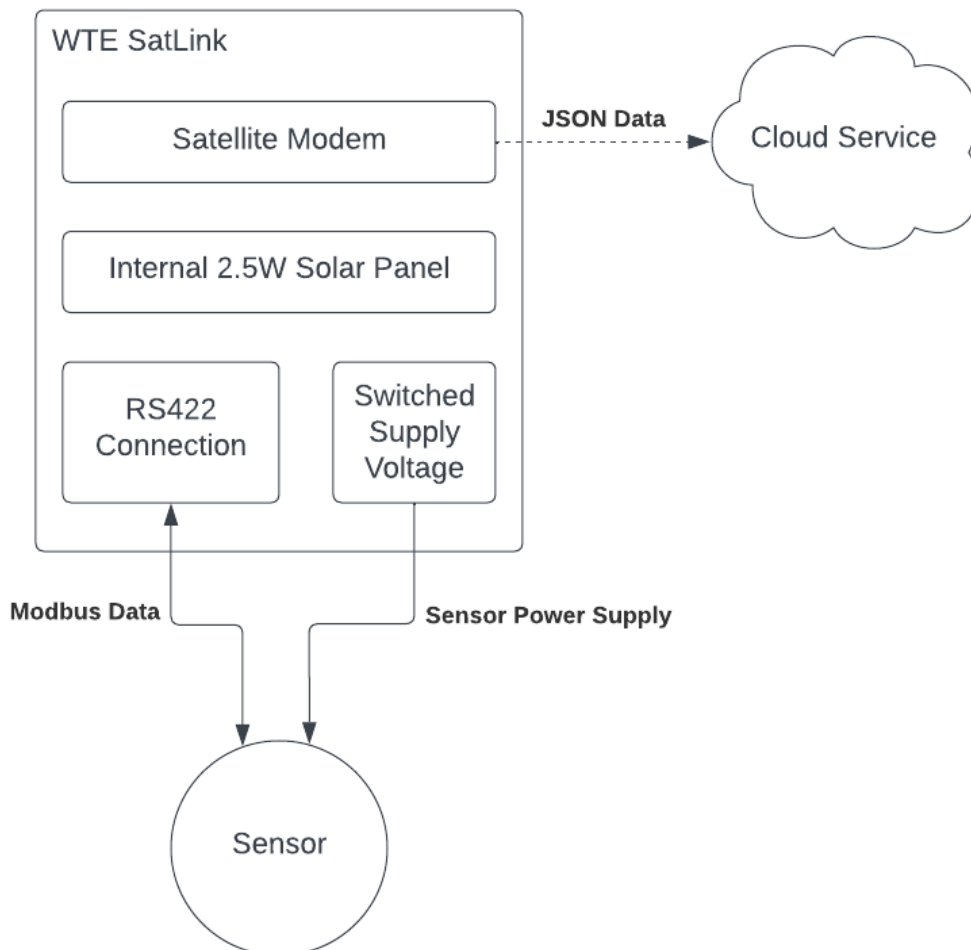 WTE SatLink
Satellite Modem
JSON Data
Cloud Service
Internal 2.5W Solar Panel
RS422
Connection
Switched
Supply
Voltage
Modbus Data
Sensor Power Supply
Sensor